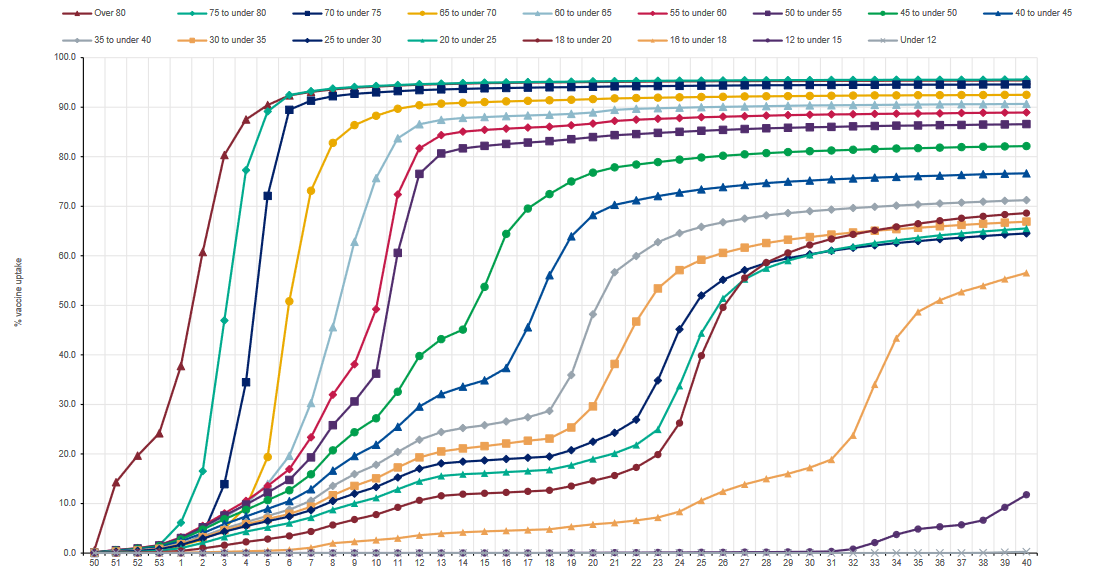 Over 80 75 to under 80 70 to under 75 65 to under 70 60 to under 65 55 to under 60 50 to under 55 45 to under 50 40 to under 45
35 to under 40 30 to under 35 25 to under 30 20 to under 25 18 to under 20 16 to under 18 12 to under 15 Under 12
100.0
90.0
80.0
70.0
60.0
50.0
40.0
30.0
20.0
10.0
0.0
% vaccine uptake
50 51 52 53 1 2 3 4 5 6 7 8 9 10 11 12 13 14 15 16 17 18 19 20 21 22 23 24 25 26 27 28 29 30 31 32 33 34 35 36 37 38 39 40